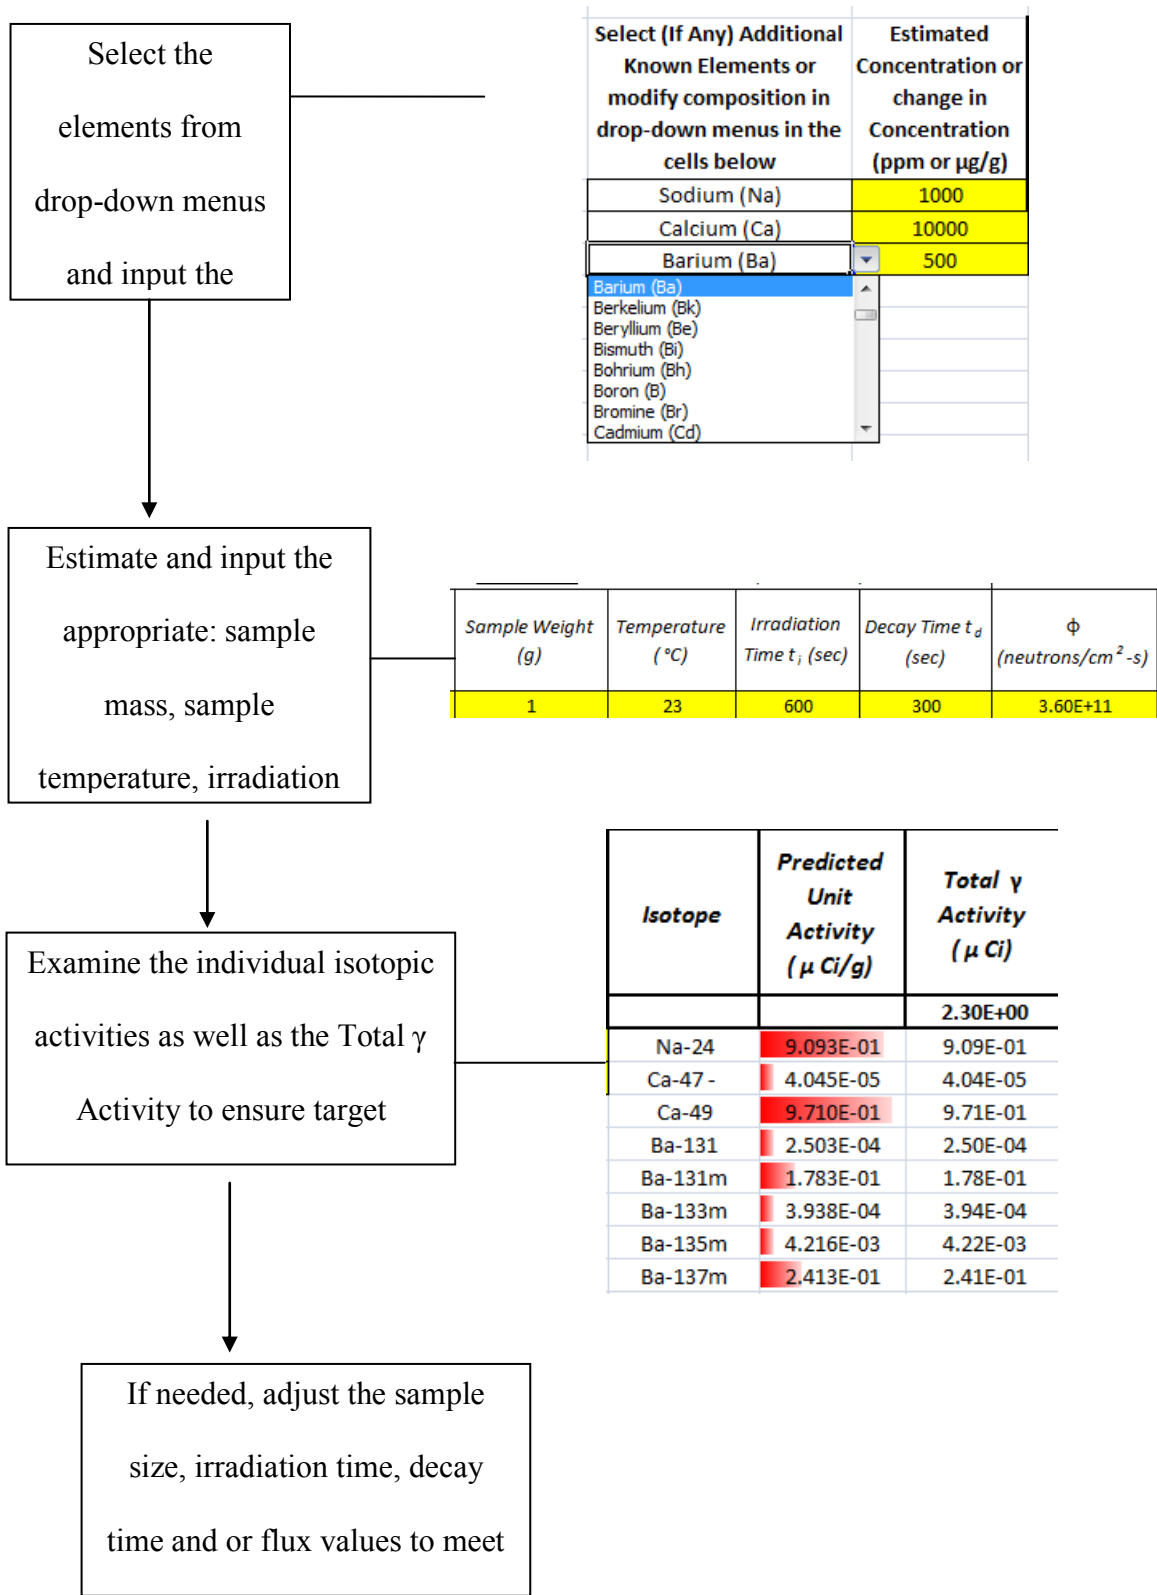 Select the
elements from
drop-down menus
and input the
Select (If Any) Additional
Known Elements or
modify composition in
drop-down menus in the
cells below
Estimated
Concentration or
change in
Concentration
(ppm or µg/g)
Sodium (Na) 1000
Calcium (Ca) 10000
Barium (Ba) 500
Barium (Ba)
Berkelium (Bk)
Beryllium (Be)
Bismuth (Bi)
Bohrium (Bh)
Boron (B)
Bromine (Br)
Cadmium (Cd)
Estimate and input the
appropriate: sample
mass, sample
temperature, irradiation
Sample Weight
(g)
Temperature
(°C)
Irradiation
Time t i (sec)
Decay Time t d
(sec)
ϕ
(neutrons/cm²-s)
1 23 600 300 3.60E+11
Examine the individual isotopic
activities as well as the Total γ
Activity to ensure target
Isotope
Predicted
Unit
Activity
(µ Ci/g)
Total γ
Activity
(µ Ci)
2.30E+00
Na-24 9.093E-01 9.09E-01
Ca-47 - 4.045E-05 4.04E-05
Ca-49 9.710E-01 9.71E-01
Ba-131 2.503E-04 2.50E-04
Ba-131m 1.783E-01 1.78E-01
Ba-133m 3.938E-04 3.94E-04
Ba-135m 4.216E-03 4.22E-03
Ba-137m 2.413E-01 2.41E-01
If needed, adjust the sample
size, irradiation time, decay
time and or flux values to meet